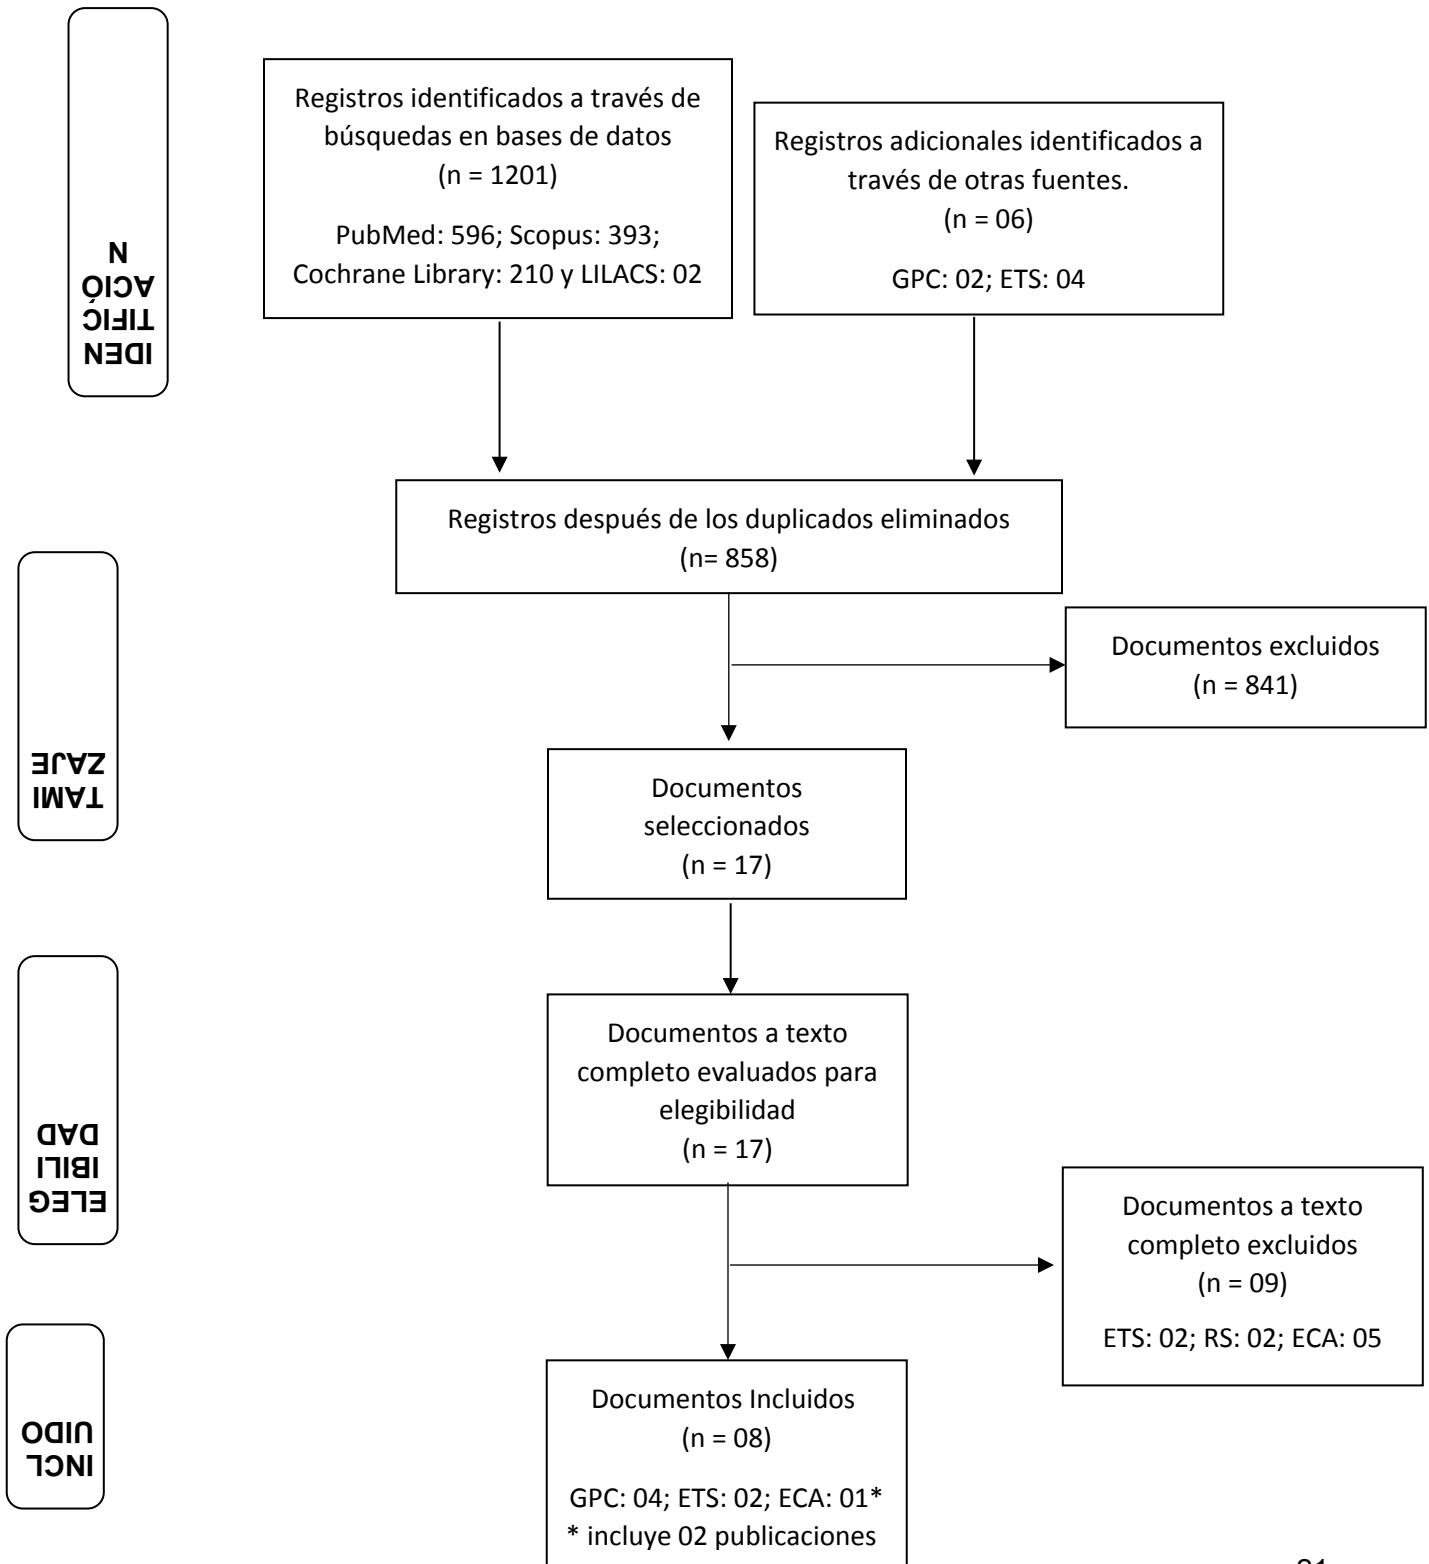 IDEN
TIFIC
ACIÓ
N
Registros identificados a través de
búsquedas en bases de datos
(n = 1201)
PubMed: 596; Scopus: 393;
Cochrane Library: 210 y LILACS: 02
Registros adicionales identificados a
través de otras fuentes.
(n = 06)
GPC: 02; ETS: 04
Registros después de los duplicados eliminados
(n= 858)
TAMI
ZAJE
Documentos excluidos
(n = 841)
Documentos
seleccionados
(n = 17)
ELEG
IBILI
DAD
Documentos a texto
completo evaluados para
elegibilidad
(n = 17)
Documentos a texto
completo excluidos
(n = 09)
ETS: 02; RS: 02; ECA: 05
INCL
UIDO
Documentos Incluidos
(n = 08)
GPC: 04; ETS: 02; ECA: 01*
* incluye 02 publicaciones